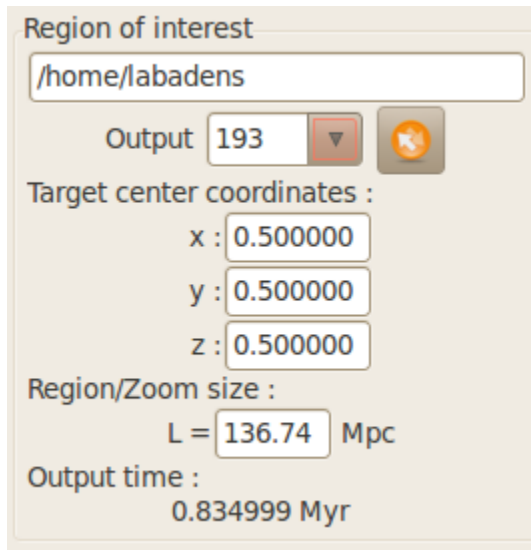 Region of interest
/home/labadens
Output 193
Target center coordinates :
x : 0.500000
y : 0.500000
z : 0.500000
Region/Zoom size :
L = 136.74 Mpc
Output time :
0.834999 Myr